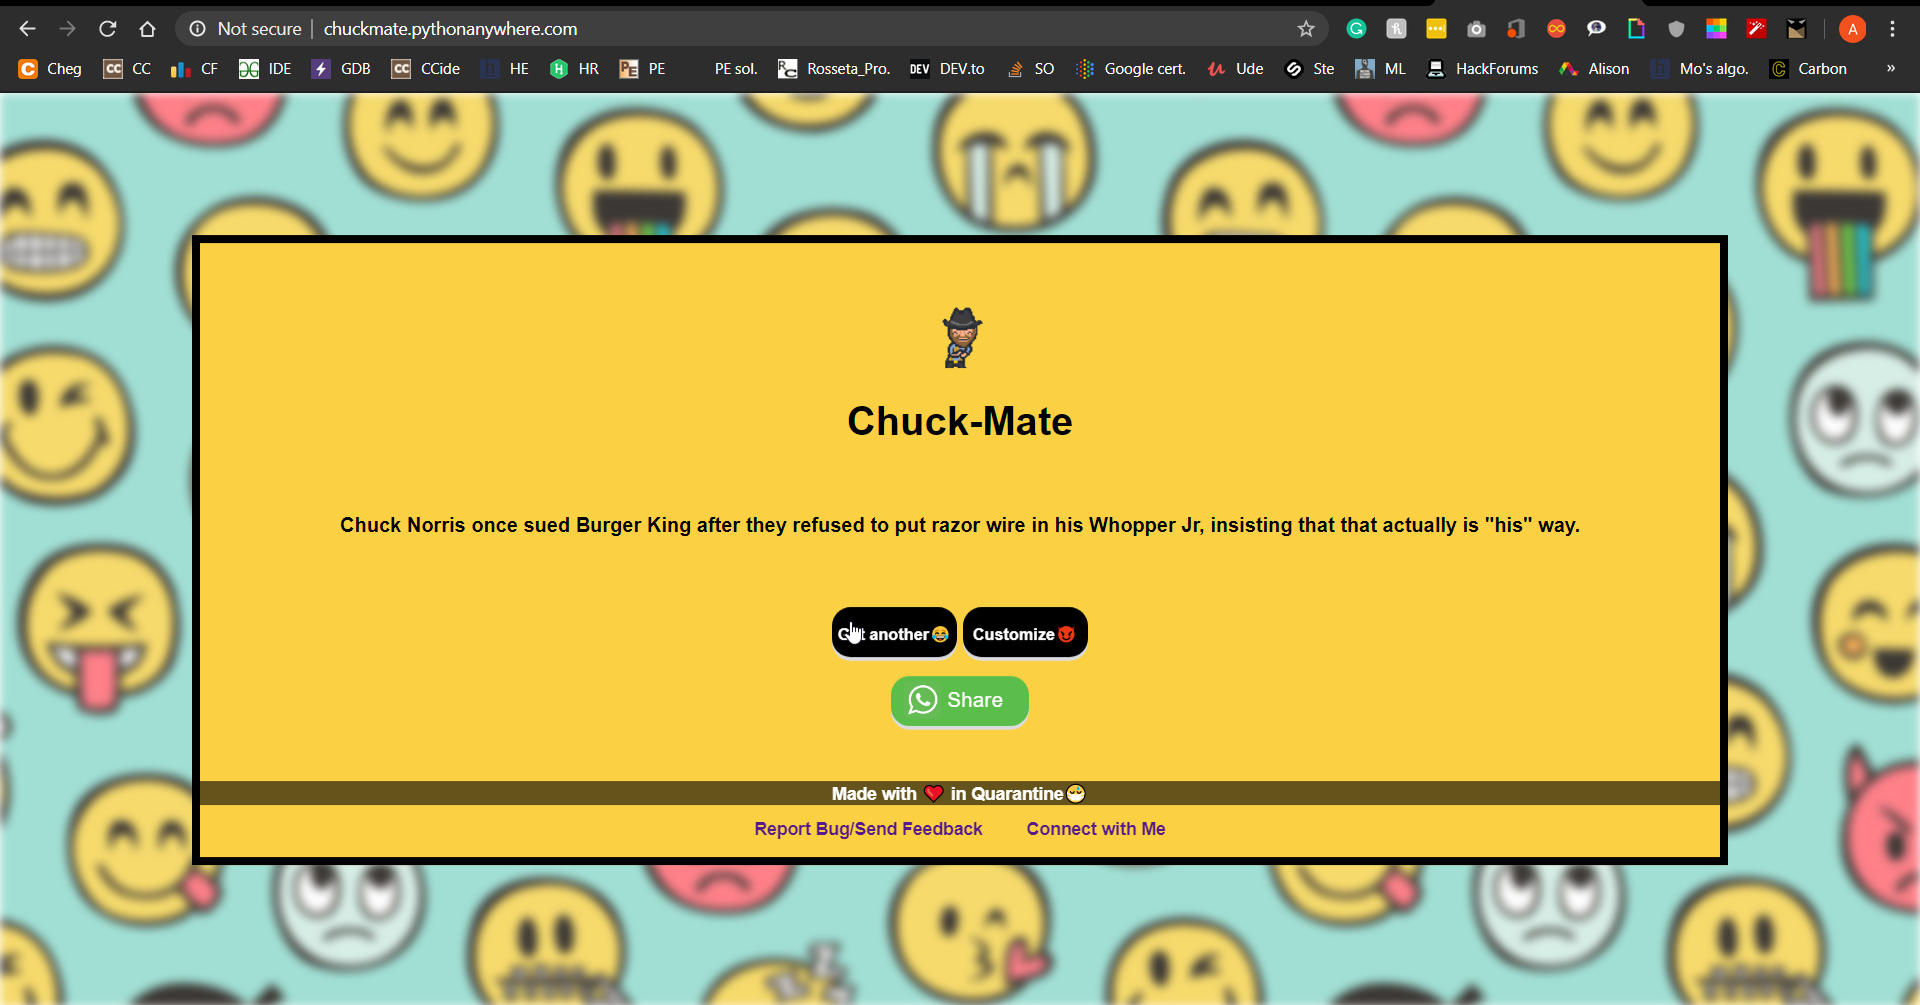 Not secure chuckmate.pythonanywhere.com
Cheg CC CF IDE GDB CCide HE HR PE PE sol. Rosseta_Pro. DEV.to SO Google cert. Ude Ste ML HackForums Alison Mo's algo. Carbon »
Chuck-Mate
Chuck Norris once sued Burger King after they refused to put razor wire in his Whopper Jr, insisting that that actually is "his" way.
Get another😂 Customize😈
Share
Made with ❤️ in Quarantine😷
Report Bug/Send Feedback Connect with Me